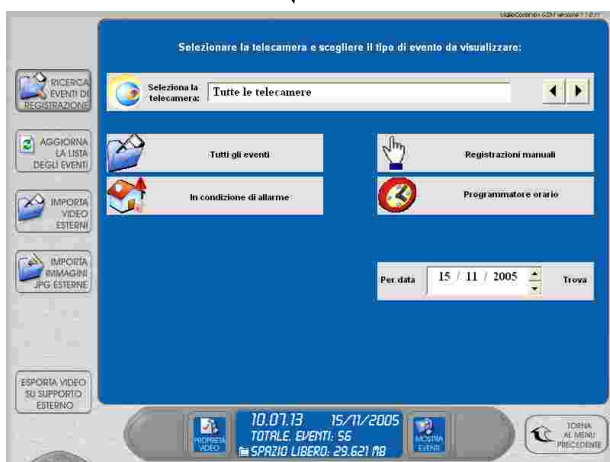 Selezionare la telecamera e scegliere il tipo di evento da visualizzare:
RICERCA
EVENTI DI
REGISTRAZIONE
Seleziona la
telecamera:
Tutte le telecamere
AGGIORNA
LA LISTA
DEGLI EVENTI
Tutti gli eventi
Registrazioni manuali
In condizione di allarme
Programmatore orario
IMPORTA
VIDEO
ESTERNI
IMPORTA
IMMAGINI
JPG ESTERNE
Per data
15 / 11 / 2005
Trova
ESPORTA VIDEO
SU SUPPORTO
ESTERNO
PROPRIETÀ
VIDEO
10.07.13 15/11/2005
TOTALE EVENTI: 56
SPAZIO LIBERO: 29.621 MB
MOSTRA
EVENTI
TORNA
AL MENU
PRECEDENTE